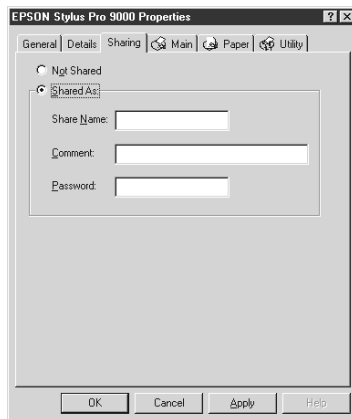 EPSON Stylus Pro 9000 Properties
General Details Sharing Main Paper Utility
Not Shared
Shared As:
Share Name:
Comment:
Password:
OK Cancel Apply Help